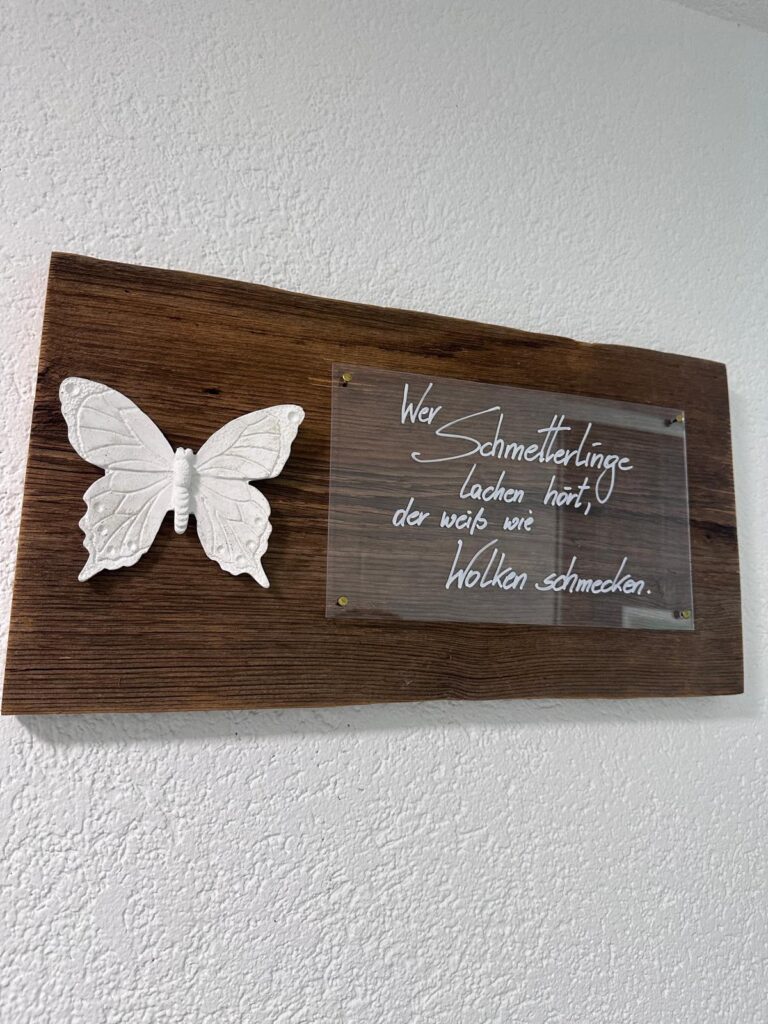 Wer
Schmetterlinge
lachen hört,
der weiß wie
Wolken schmecken.